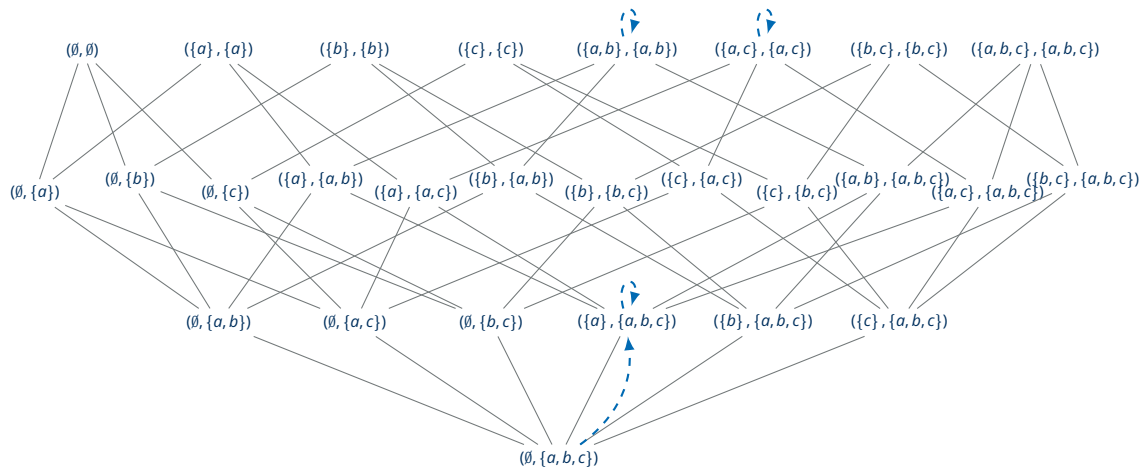 (∅,∅) ({a},{a}) ({b},{b}) ({c},{c}) ({a,b},{a,b}) ({a,c},{a,c}) ({b,c},{b,c}) ({a,b,c},{a,b,c})
(∅,{a}) (∅,{b}) (∅,{c}) ({a},{a,b}) ({a},{a,c}) ({b},{a,b}) ({b},{b,c}) ({c},{a,c}) ({c},{b,c}) ({a,b},{a,b,c}) ({a,c},{a,b,c}) ({b,c},{a,b,c})
(∅,{a,b}) (∅,{a,c}) (∅,{b,c}) ({a},{a,b,c}) ({b},{a,b,c}) ({c},{a,b,c})
(∅,{a,b,c})